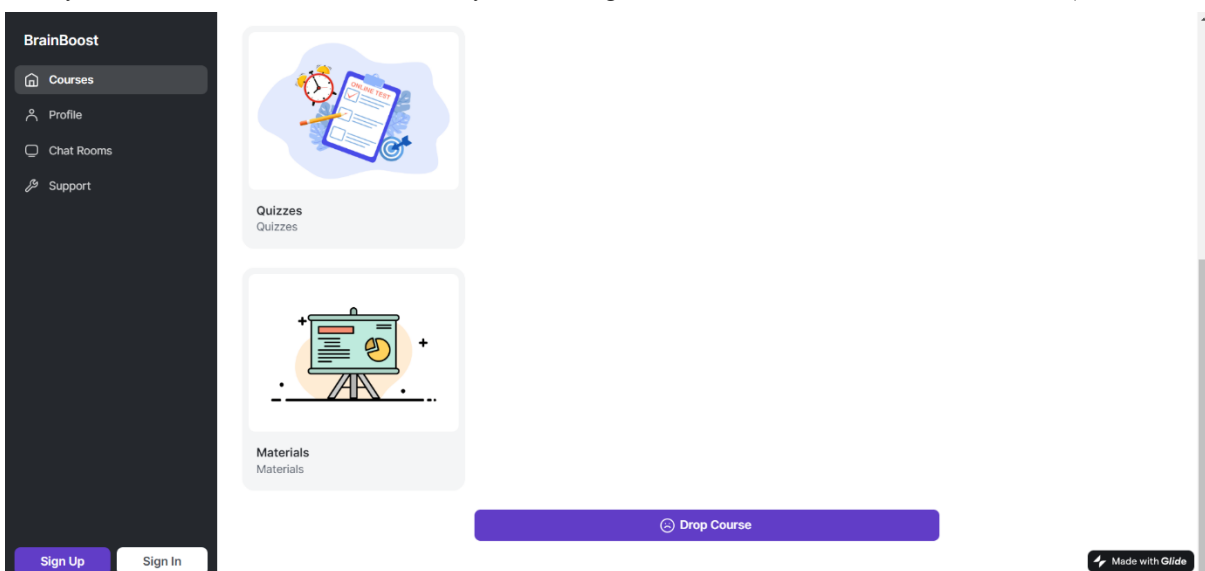 BrainBoost
Courses
Profile
Chat Rooms
Support
Sign Up
Sign In
ONLINE TEST
Quizzes
Quizzes
Materials
Materials
Drop Course
Made with Glide